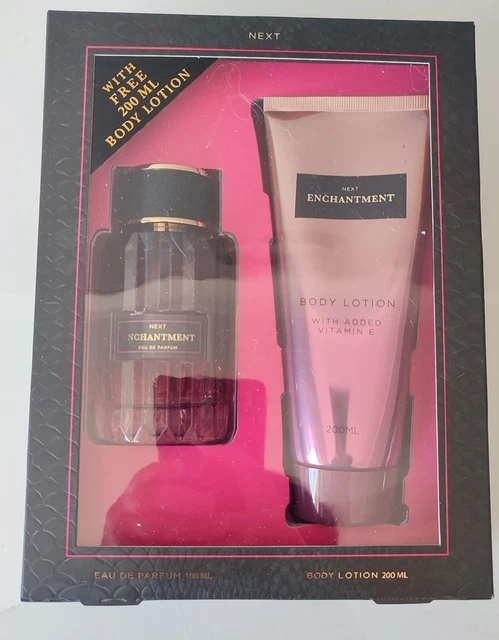 NEXT
WITH
FREE
200 ML
BODY LOTION
NEXT
ENCHANTMENT
BODY LOTION
WITH ADDED
VITAMIN E
200ML
NEXT
ENCHANTMENT
EAU DE PARFUM
EAU DE PARFUM 100 ML
BODY LOTION 200 ML